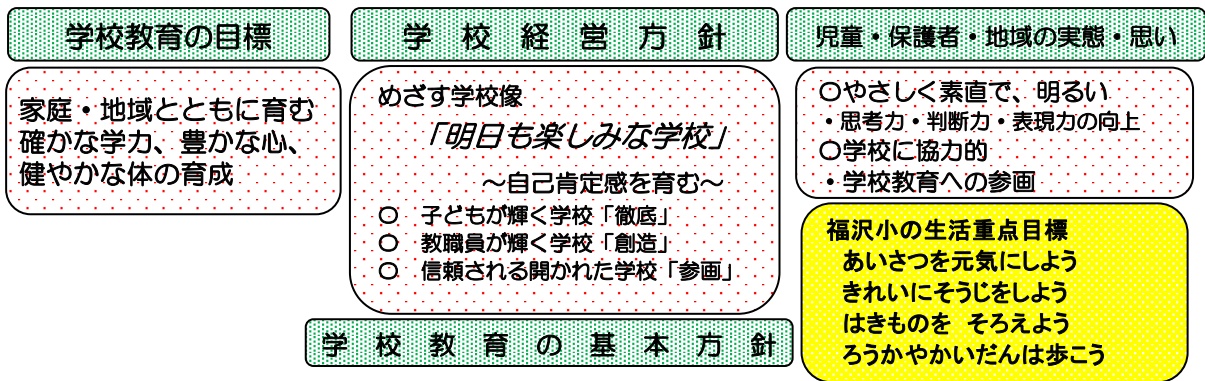 学校教育の目標
家庭・地域とともに育む
確かな学力、豊かな心、
健やかな体の育成
学校経営方針
めざす学校像
「明日も楽しみな学校」
～自己肯定感を育む～
○ 子どもが輝く学校「徹底」
○ 教職員が輝く学校「創造」
○ 信頼される開かれた学校「参画」
児童・保護者・地域の実態・思い
○やさしく素直で、明るい
・思考力・判断力・表現力の向上
○学校に協力的
・学校教育への参画
福沢小の生活重点目標
あいさつを元気にしよう
きれいにそうじをしよう
はきものを そろえよう
ろうかやかいだんは歩こう
学校教育の基本方針